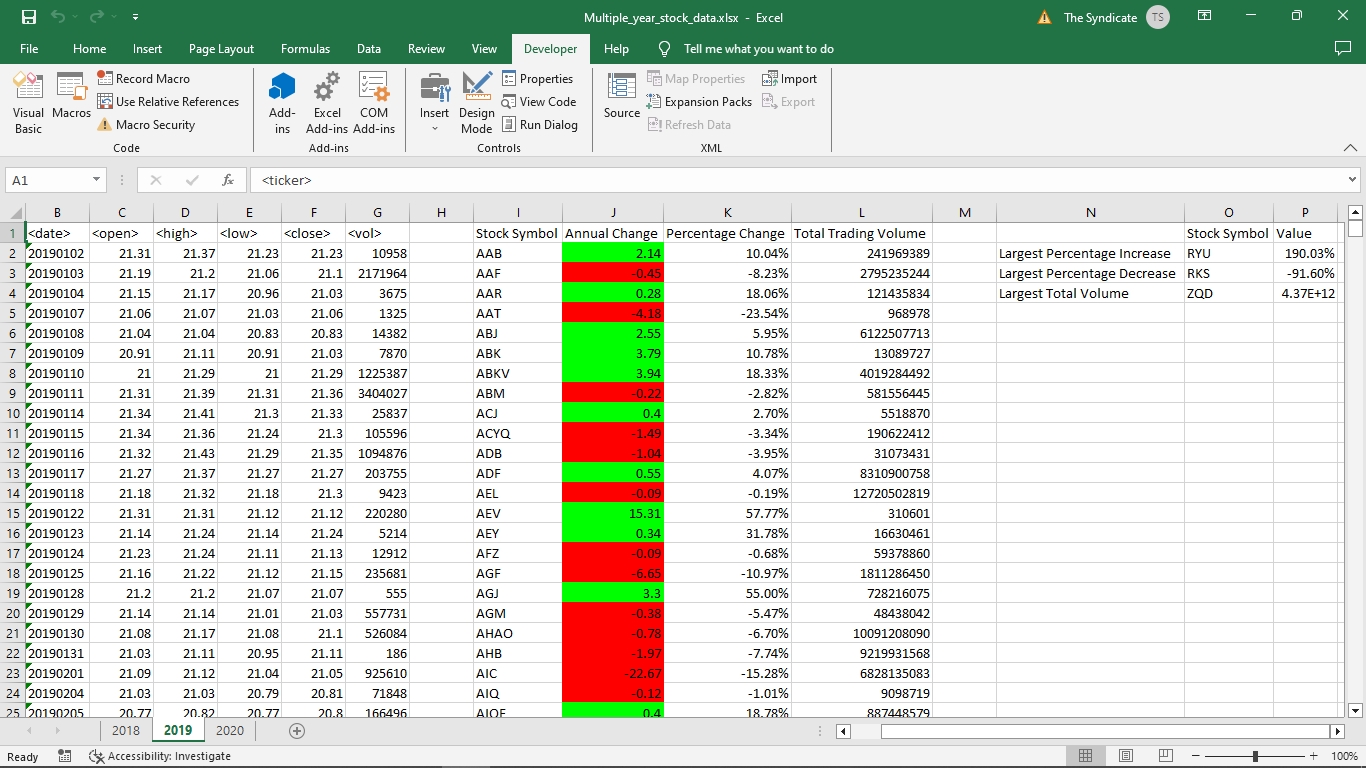 Multiple_year_stock_data.xlsx - Excel
The Syndicate TS
File Home Insert Page Layout Formulas Data Review View Developer Help Tell me what you want to do
Visual Basic
Macros
Record Macro
Use Relative References
Macro Security
Code
Add-ins
Excel Add-ins
COM Add-ins
Add-ins
Insert
Design Mode
Properties
View Code
Run Dialog
Controls
Source
Map Properties
Expansion Packs
Refresh Data
Import
Export
XML
A1 fx <ticker>
B C D E F G H I J K L M N O P
1 <date> <open> <high> <low> <close> <vol> Stock Symbol Annual Change Percentage Change Total Trading Volume Stock Symbol Value
2 20190102 21.31 21.37 21.23 21.23 10958 AAB 2.14 10.04% 241969389 Largest Percentage Increase RYU 190.03%
3 20190103 21.19 21.2 21.06 21.1 2171964 AAF -0.45 -8.23% 2795235244 Largest Percentage Decrease RKS -91.60%
4 20190104 21.15 21.17 20.96 21.03 3675 AAR 0.28 18.06% 121435834 Largest Total Volume ZQD 4.37E+12
5 20190107 21.06 21.07 21.03 21.06 1325 AAT -4.18 -23.54% 968978
6 20190108 21.04 21.04 20.83 20.83 14382 ABJ 2.55 5.95% 6122507713
7 20190109 20.91 21.11 20.91 21.03 7870 ABK 3.79 10.78% 13089727
8 20190110 21 21.29 21 21.29 1225387 ABKV 3.94 18.33% 4019284492
9 20190111 21.31 21.39 21.31 21.36 3404027 ABM -0.22 -2.82% 581556445
10 20190114 21.34 21.41 21.3 21.33 25837 ACJ 0.4 2.70% 5518870
11 20190115 21.34 21.36 21.24 21.3 105596 ACYQ -1.49 -3.34% 190622412
12 20190116 21.32 21.43 21.29 21.35 1094876 ADB -1.04 -3.95% 31073431
13 20190117 21.27 21.37 21.27 21.27 203755 ADF 0.55 4.07% 8310900758
14 20190118 21.18 21.32 21.18 21.3 9423 AEL -0.09 -0.19% 12720502819
15 20190122 21.31 21.31 21.12 21.12 220280 AEV 15.31 57.77% 310601
16 20190123 21.14 21.24 21.14 21.24 5214 AEY 0.34 31.78% 16630461
17 20190124 21.23 21.24 21.11 21.13 12912 AFZ -0.09 -0.68% 59378860
18 20190125 21.16 21.22 21.12 21.15 235681 AGF -6.65 -10.97% 1811286450
19 20190128 21.2 21.2 21.07 21.07 555 AGJ 3.3 55.00% 728216075
20 20190129 21.14 21.14 21.01 21.03 557731 AGM -0.38 -5.47% 48438042
21 20190130 21.08 21.17 21.08 21.1 526084 AHAO -0.78 -6.70% 10091208090
22 20190131 21.03 21.11 20.95 21.11 186 AHB -1.97 -7.74% 9219931568
23 20190201 21.09 21.12 21.04 21.05 925610 AIC -22.67 -15.28% 6828135083
24 20190204 21.03 21.03 20.79 20.81 71848 AIQ -0.12 -1.01% 9098719
25 20190205 20.77 20.82 20.77 20.8 166496 0.4 18.78% 887448579
2018 2019 2020
Ready Accessibility: Investigate 100%